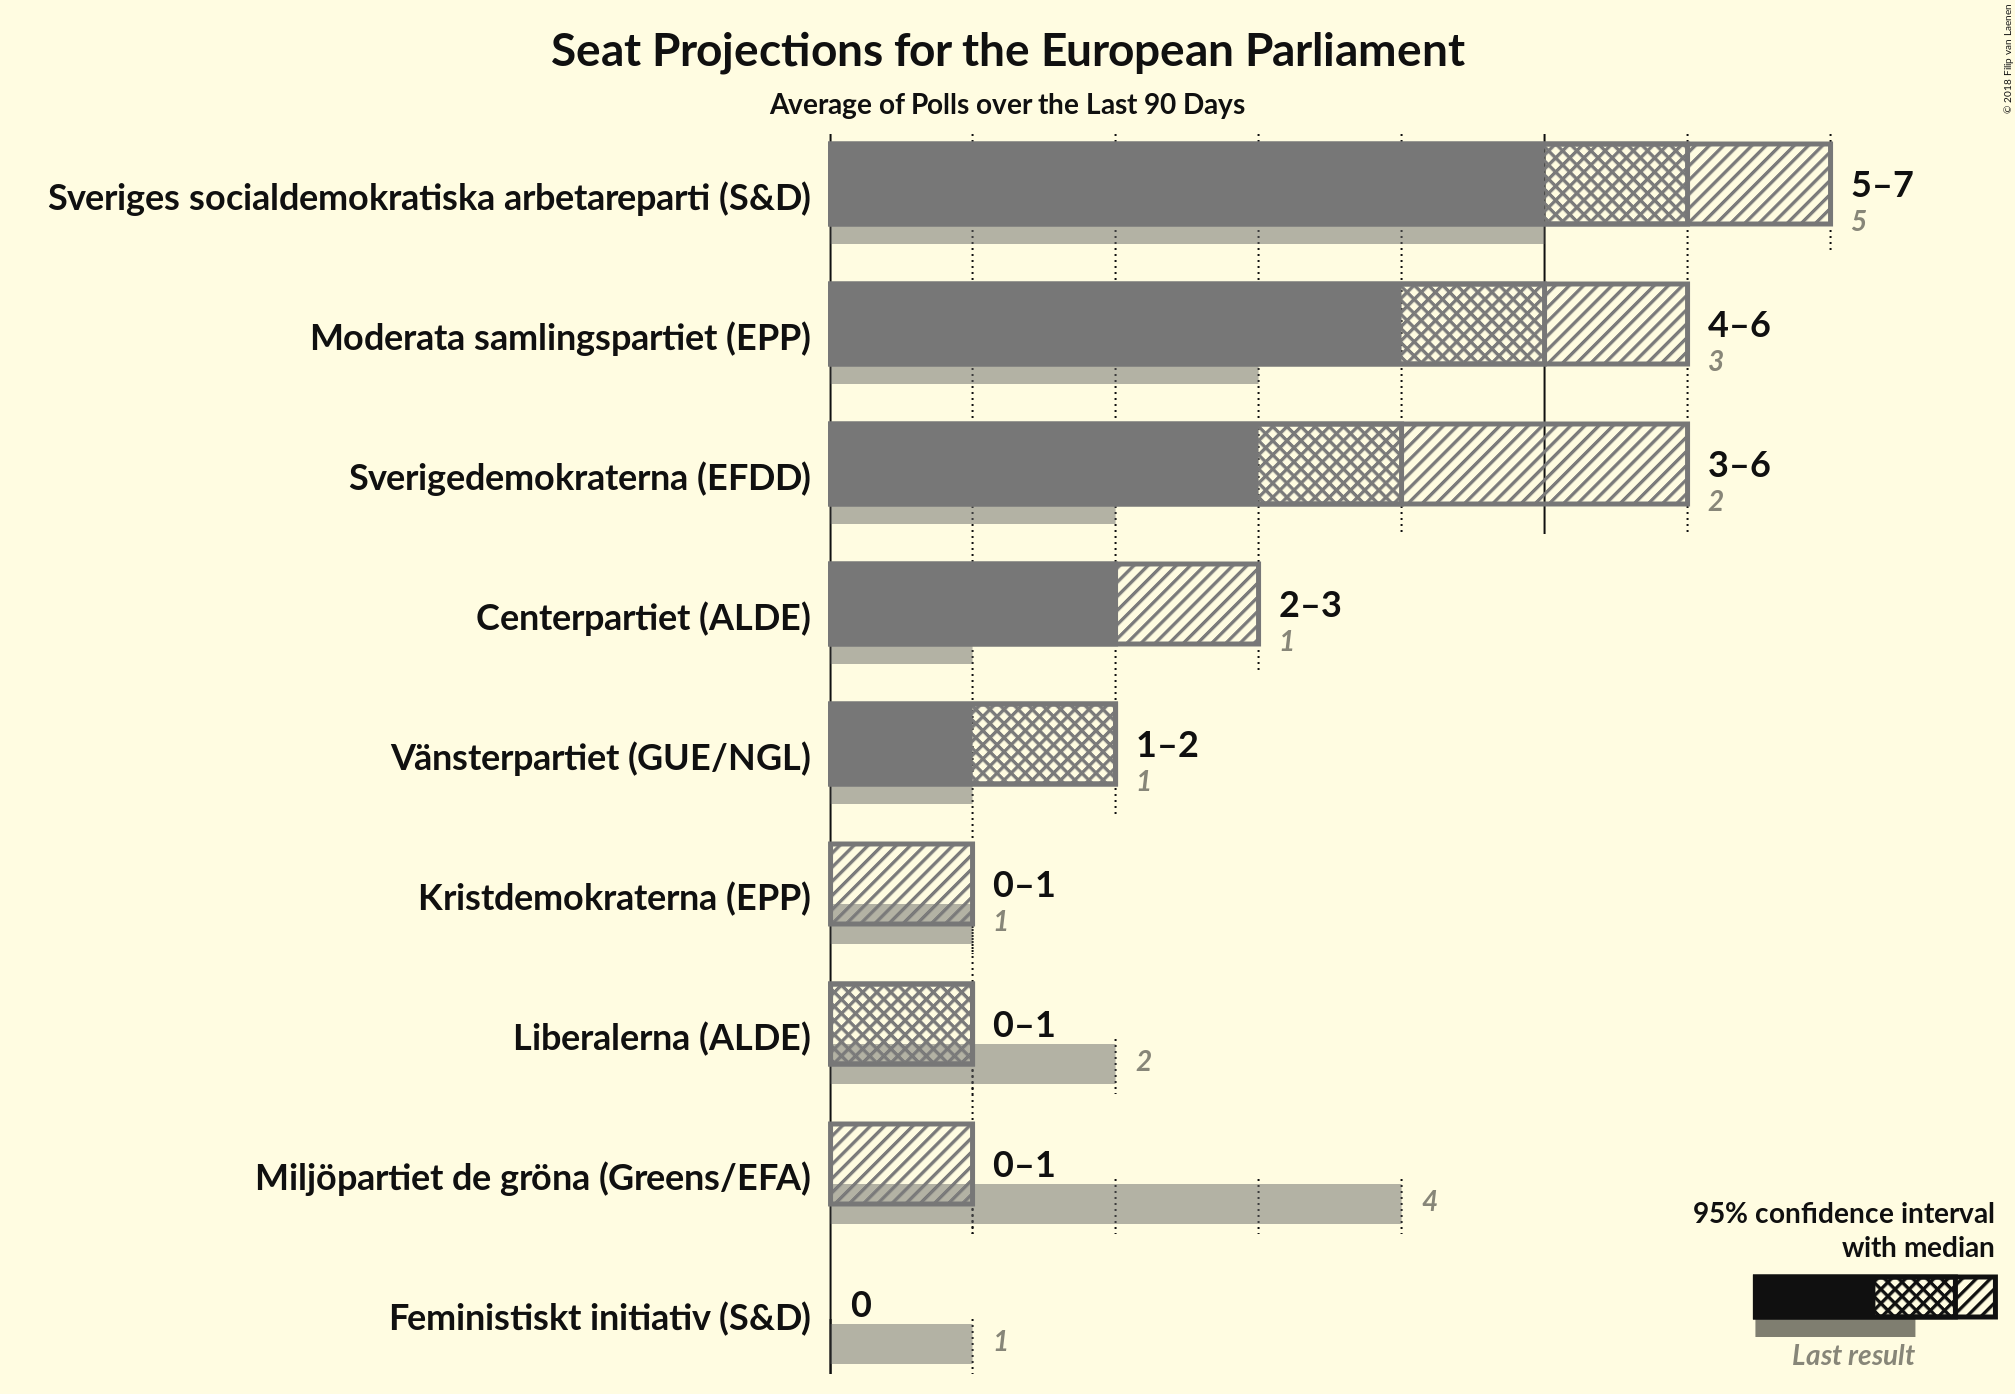 Seat Projections for the European Parliament
Average of Polls over the Last 90 Days
© 2018 Filip van Laenen
Sveriges socialdemokratiska arbetareparti (S&D)
5–7
5
Moderata samlingspartiet (EPP)
4–6
3
Sverigedemokraterna (EFDD)
3–6
2
Centerpartiet (ALDE)
2–3
1
Vänsterpartiet (GUE/NGL)
1–2
1
Kristdemokraterna (EPP)
0–1
1
Liberalerna (ALDE)
0–1
2
Miljöpartiet de gröna (Greens/EFA)
0–1
4
Feministiskt initiativ (S&D)
0
1
95% confidence interval
with median
Last result